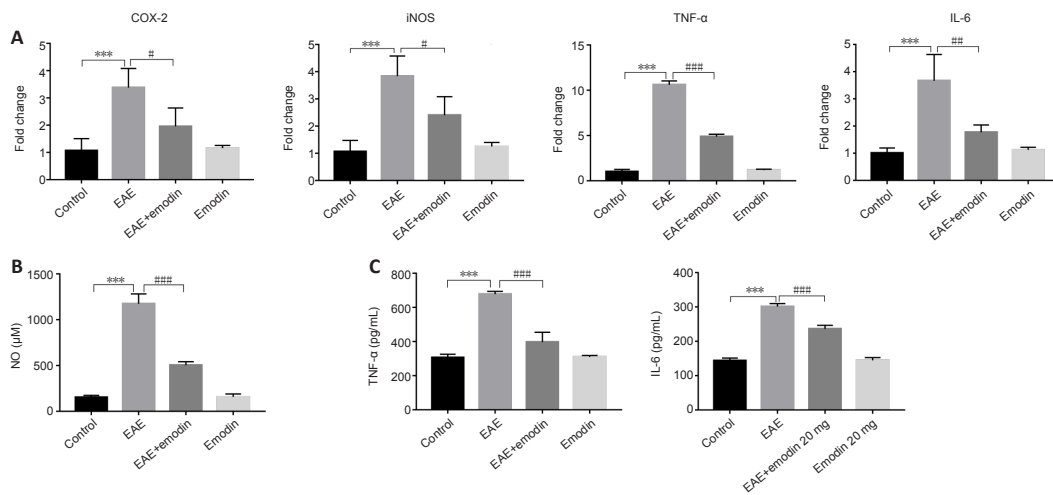 COX-2
iNOS
TNF-α
IL-6
A
Fold change
5
4
3
2
1
0
***
#
Control
EAE
EAE+emodin
Emodin
Fold change
5
4
3
2
1
0
***
#
Control
EAE
EAE+emodin
Emodin
Fold change
15
10
5
0
***
###
Control
EAE
EAE+emodin
Emodin
Fold change
5
4
3
2
1
0
***
##
Control
EAE
EAE+emodin
Emodin
B
NO (μM)
1500
1000
500
0
***
###
Control
EAE
EAE+emodin
Emodin
C
TNF-α (pg/mL)
800
600
400
200
0
***
###
Control
EAE
EAE+emodin
Emodin
IL-6 (pg/mL)
400
300
200
100
0
***
###
Control
EAE
EAE+emodin 20 mg
Emodin 20 mg